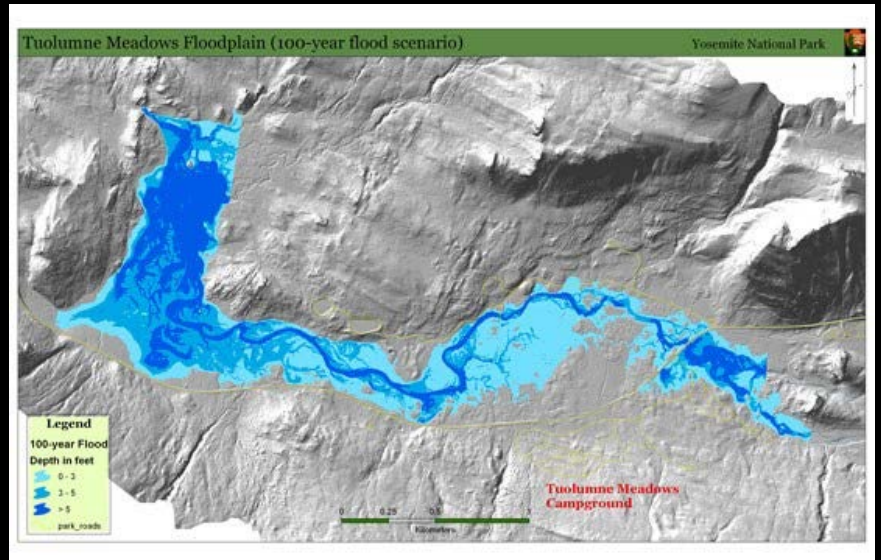 Tuolumne Meadows Floodplain (100-year flood scenario)
Yosemite National Park
Legend
100-year Flood
Depth in feet
0 - 3
3 - 5
> 5
park_roads
Tuolumne Meadows
Campground
0 0.25 0.5 1
Kilometers